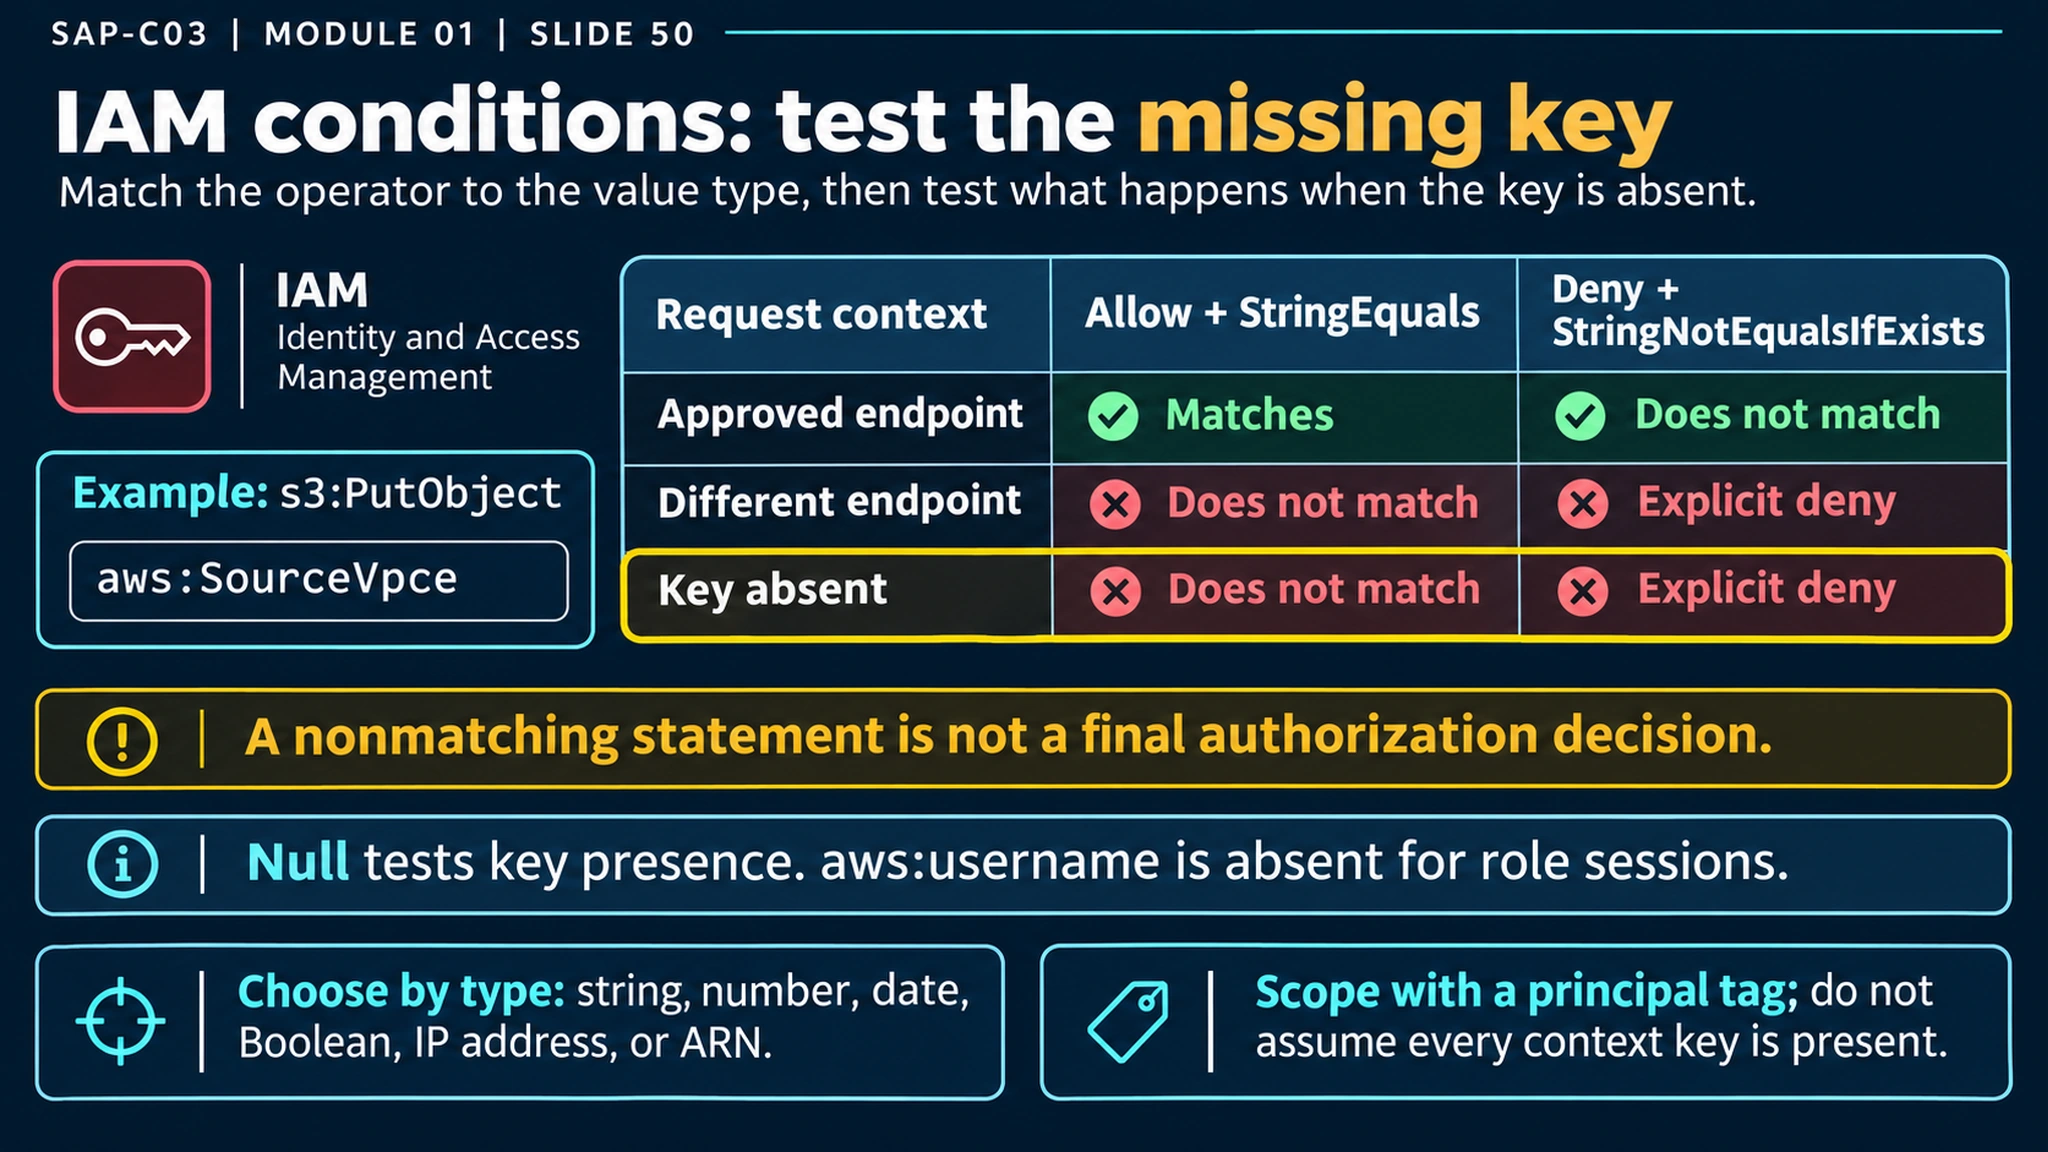 SAP-C03 | MODULE 01 | SLIDE 50
IAM conditions: test the missing key
Match the operator to the value type, then test what happens when the key is absent.
IAM
Identity and Access
Management
Example: s3:PutObject
aws:SourceVpce
Request context
Allow + StringEquals
Deny +
StringNotEqualsIfExists
Approved endpoint
Matches
Does not match
Different endpoint
Does not match
Explicit deny
Key absent
Does not match
Explicit deny
A nonmatching statement is not a final authorization decision.
Null tests key presence. aws:username is absent for role sessions.
Choose by type: string, number, date,
Boolean, IP address, or ARN.
Scope with a principal tag; do not
assume every context key is present.